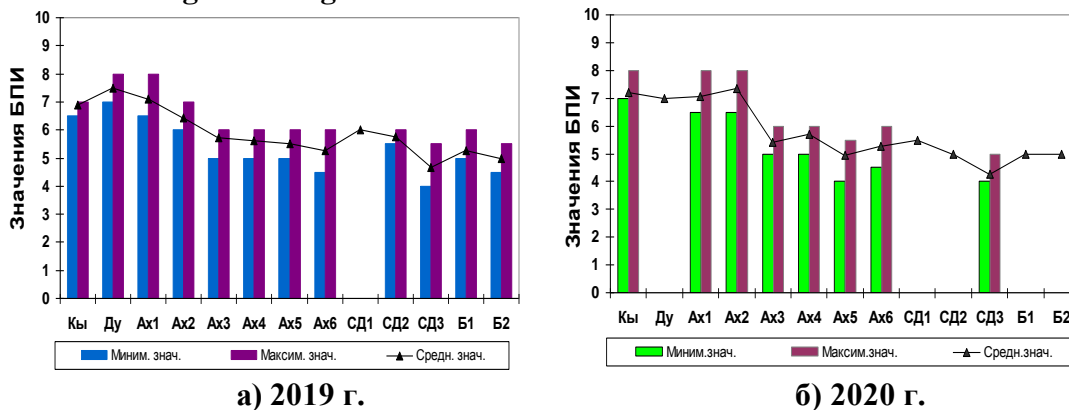 Значения БПИ
10
9
8
7
6
5
4
3
2
1
0
Кы Ду Ах1 Ах2 Ах3 Ах4 Ах5 Ах6 СД1 СД2 СД3 Б1 Б2
Миним. знач. Максим. знач. Средн. знач.
а) 2019 г.
Значения БПИ
10
9
8
7
6
5
4
3
2
1
0
Кы Ду Ах1 Ах2 Ах3 Ах4 Ах5 Ах6 СД1 СД2 СД3 Б1 Б2
Миним.знач. Максим. знач. Средн.знач.
б) 2020 г.